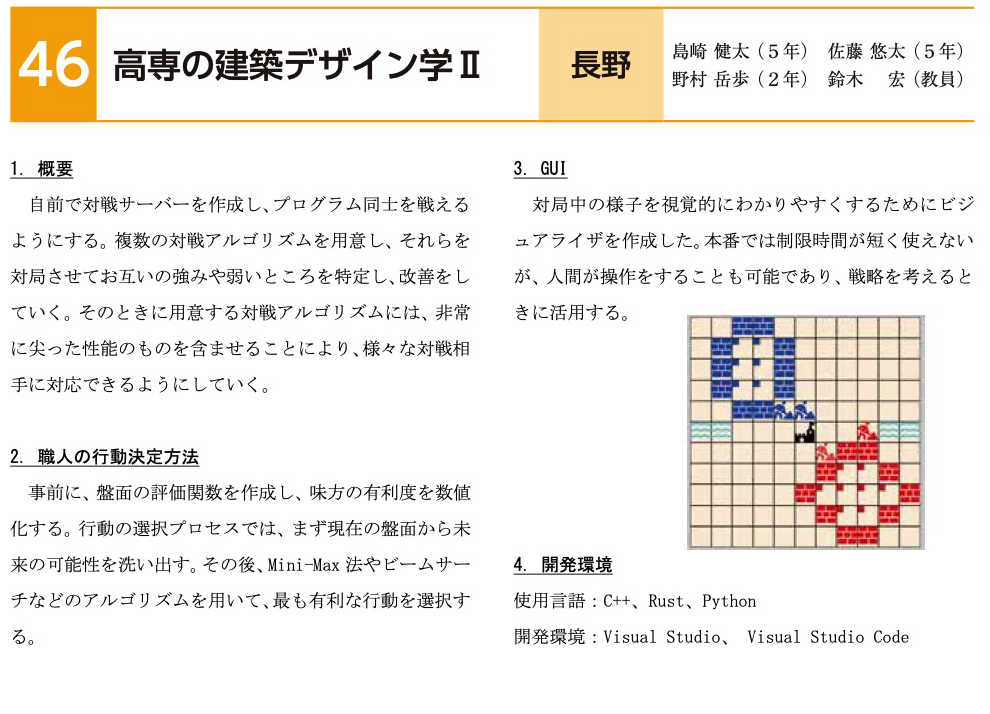 46 高専の建築デザイン学Ⅱ 長野
島崎 健太（５年） 佐藤 悠太（５年）
野村 岳歩（２年） 鈴木 宏（教員）
1. 概要
自前で対戦サーバーを作成し、プログラム同士を戦える
ようにする。複数の対戦アルゴリズムを用意し、それらを
対局させてお互いの強みや弱いところを特定し、改善をし
ていく。そのときに用意する対戦アルゴリズムには、非常
に尖った性能のものを含ませることにより、様々な対戦相
手に対応できるようにしていく。
2. 職人の行動決定方法
事前に、盤面の評価関数を作成し、味方の有利度を数値
化する。行動の選択プロセスでは、まず現在の盤面から未
来の可能性を洗い出す。その後、Mini-Max 法やビームサー
チなどのアルゴリズムを用いて、最も有利な行動を選択す
る。
3. GUI
対局中の様子を視覚的にわかりやすくするためにビジ
ュアライザを作成した。本番では制限時間が短く使えない
が、人間が操作をすることも可能であり、戦略を考えると
きに活用する。
4. 開発環境
使用言語：C++、Rust、Python
開発環境：Visual Studio、 Visual Studio Code